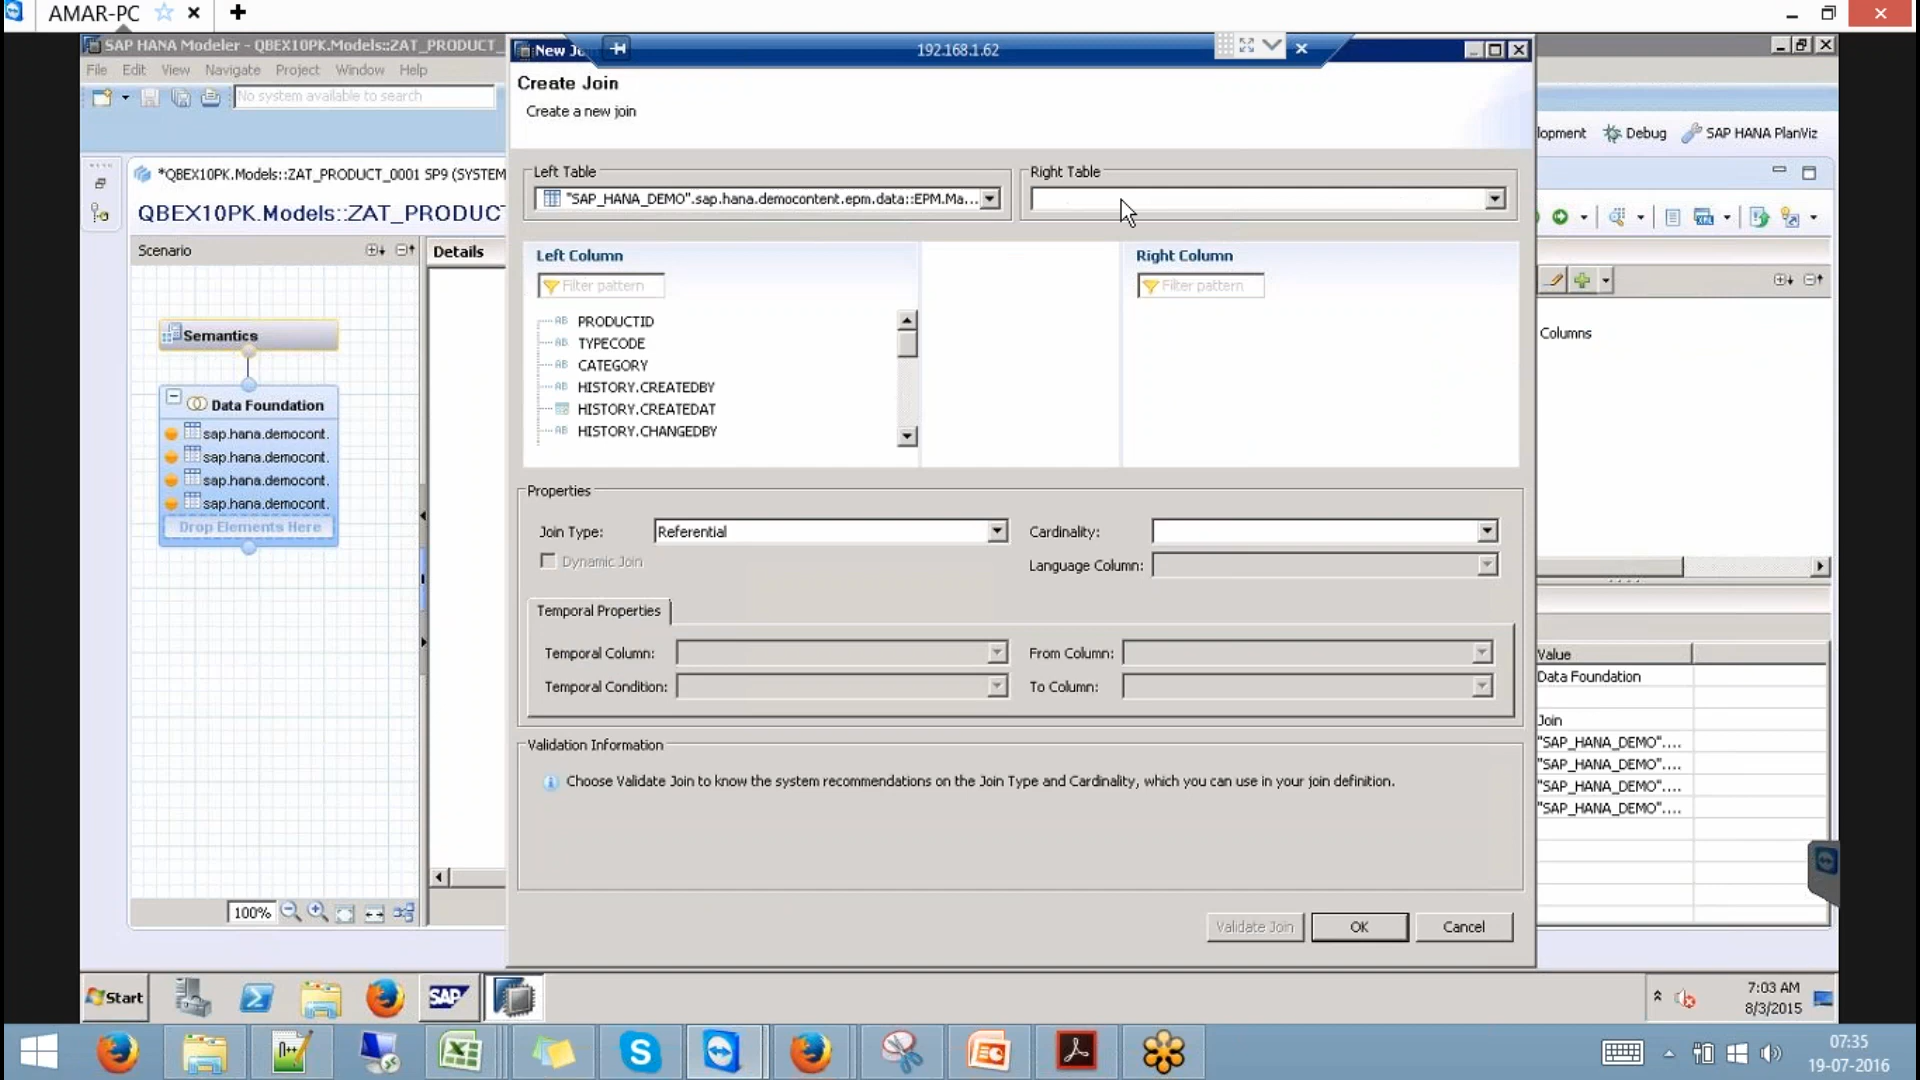 AMAR-PC
SAP HANA Modeler - QBEX10PK.Models::ZAT_PRODUCT_
File Edit View Navigate Project Window Help
No system available to search
192.168.1.62
Create Join
Create a new join
Left Table
Right Table
"SAP_HANA_DEMO".sap.hana.democontent.epm.data::EPM.Ma...
Debug
SAP HANA PlanViz
*QBEX10PK.Models::ZAT_PRODUCT_0001 SP9 (SYSTEM
QBEX10PK.Models::ZAT_PRODUCT
Scenario
Details
Left Column
Right Column
Filter pattern
Filter pattern
PRODUCTID
TYPECODE
CATEGORY
HISTORY.CREATEDBY
HISTORY.CREATEDAT
HISTORY.CHANGEDBY
Semantics
Data Foundation
sap.hana.democont.
sap.hana.democont.
sap.hana.democont.
sap.hana.democont.
Drop Elements Here
Columns
Properties
Join Type: Referential
Cardinality:
Dynamic Join
Language Column:
Temporal Properties
Temporal Column:
From Column:
Temporal Condition:
To Column:
Value
Data Foundation
Join
"SAP_HANA_DEMO"....
"SAP_HANA_DEMO"....
"SAP_HANA_DEMO"....
"SAP_HANA_DEMO"....
Validation Information
Choose Validate Join to know the system recommendations on the Join Type and Cardinality, which you can use in your join definition.
100%
Validate Join
OK
Cancel
Start
SAP
7:03 AM
8/3/2015
07:35
19-07-2016